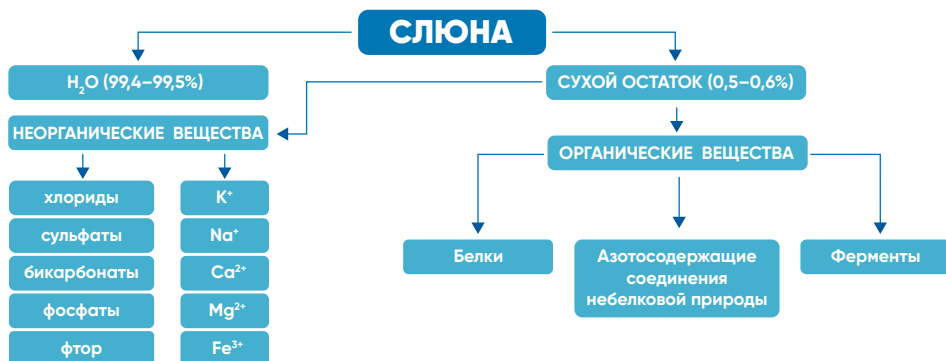 СЛЮНА
H₂O (99,4–99,5%)
СУХОЙ ОСТАТОК (0,5–0,6%)
НЕОРГАНИЧЕСКИЕ ВЕЩЕСТВА
ОРГАНИЧЕСКИЕ ВЕЩЕСТВА
хлориды
K⁺
сульфаты
Na⁺
бикарбонаты
Ca²⁺
фосфаты
Mg²⁺
фтор
Fe³⁺
Белки
Азотосодержащие
соединения
небелковой природы
Ферменты